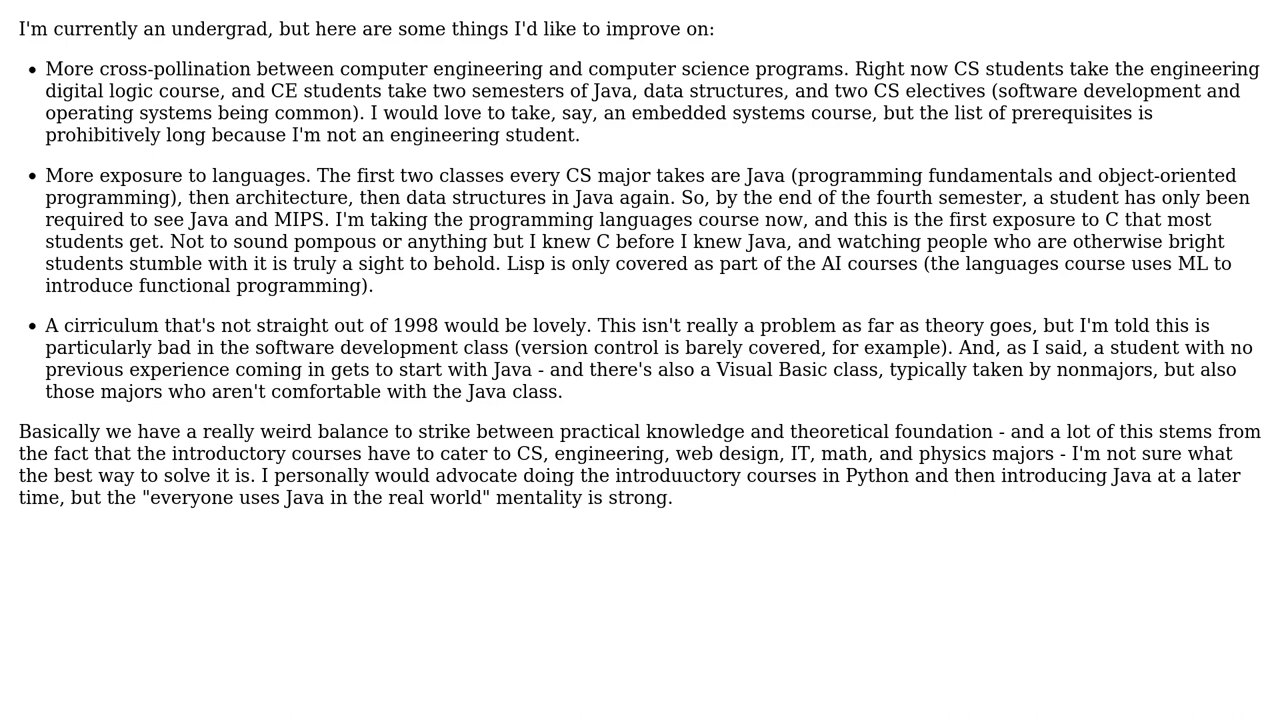 I'm currently an undergrad, but here are some things I'd like to improve on:
• More cross-pollination between computer engineering and computer science programs. Right now CS students take the engineering
digital logic course, and CE students take two semesters of Java, data structures, and two CS electives (software development and
operating systems being common). I would love to take, say, an embedded systems course, but the list of prerequisites is
prohibitively long because I'm not an engineering student.
• More exposure to languages. The first two classes every CS major takes are Java (programming fundamentals and object-oriented
programming), then architecture, then data structures in Java again. So, by the end of the fourth semester, a student has only been
required to see Java and MIPS. I'm taking the programming languages course now, and this is the first exposure to C that most
students get. Not to sound pompous or anything but I knew C before I knew Java, and watching people who are otherwise bright
students stumble with it is truly a sight to behold. Lisp is only covered as part of the AI courses (the languages course uses ML to
introduce functional programming).
• A cirriculum that's not straight out of 1998 would be lovely. This isn't really a problem as far as theory goes, but I'm told this is
particularly bad in the software development class (version control is barely covered, for example). And, as I said, a student with no
previous experience coming in gets to start with Java - and there's also a Visual Basic class, typically taken by nonmajors, but also
those majors who aren't comfortable with the Java class.
Basically we have a really weird balance to strike between practical knowledge and theoretical foundation - and a lot of this stems from
the fact that the introductory courses have to cater to CS, engineering, web design, IT, math, and physics majors - I'm not sure what
the best way to solve it is. I personally would advocate doing the introduuctory courses in Python and then introducing Java at a later
time, but the "everyone uses Java in the real world" mentality is strong.